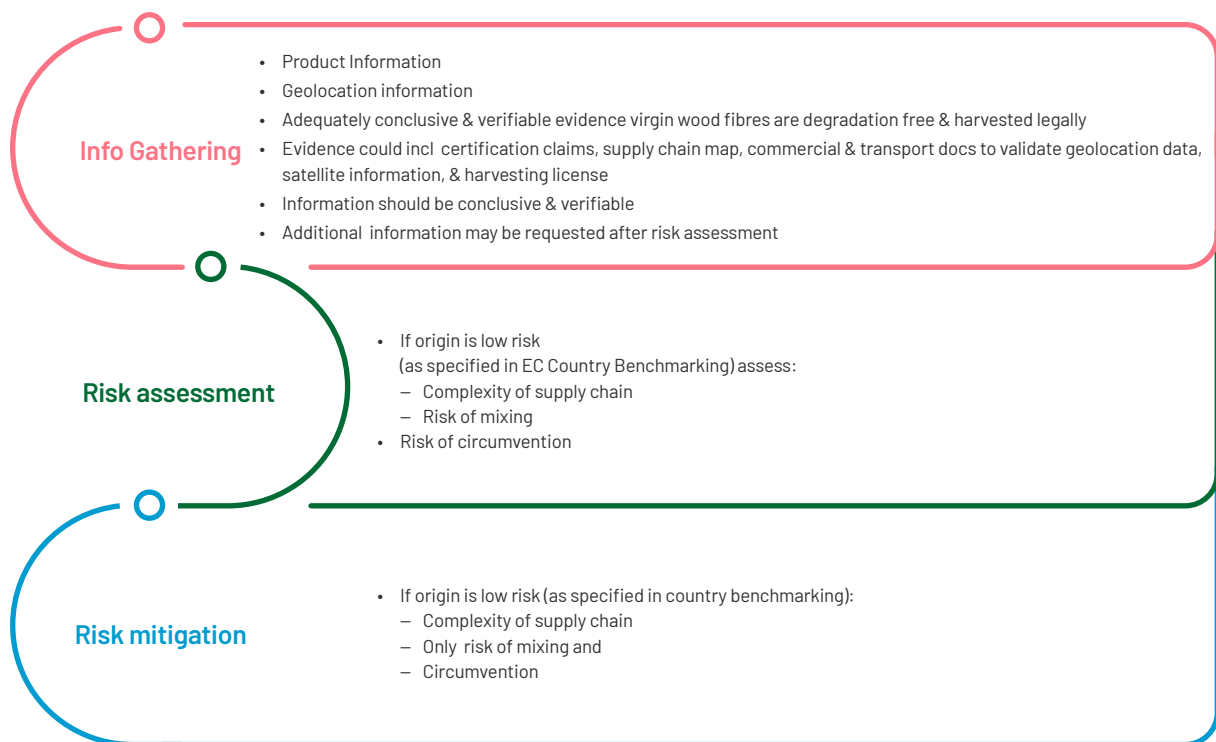 Info Gathering
• Product Information
• Geolocation information
• Adequately conclusive & verifiable evidence virgin wood fibres are degradation free & harvested legally
• Evidence could incl certification claims, supply chain map, commercial & transport docs to validate geolocation data,
satellite information, & harvesting license
• Information should be conclusive & verifiable
• Additional information may be requested after risk assessment
Risk assessment
• If origin is low risk
(as specified in EC Country Benchmarking) assess:
– Complexity of supply chain
– Risk of mixing
• Risk of circumvention
Risk mitigation
• If origin is low risk (as specified in country benchmarking):
– Complexity of supply chain
– Only risk of mixing and
– Circumvention